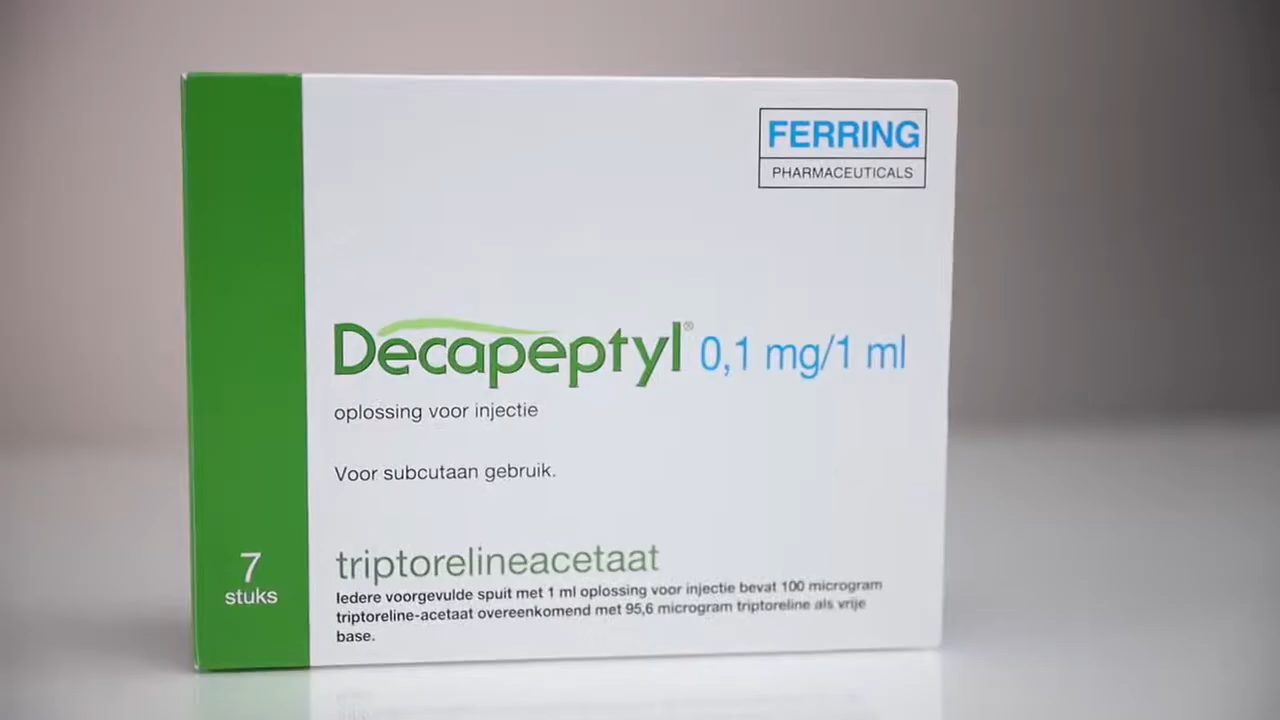 FERRING
PHARMACEUTICALS
Decapeptyl® 0,1 mg/1 ml
oplossing voor injectie
Voor subcutaan gebruik.
triptorelineacetaat
Iedere voorgevulde spuit met 1 ml oplossing voor injectie bevat 100 microgram
triptoreline-acetaat overeenkomend met 95,6 microgram triptoreline als vrije
base.
7
stuks